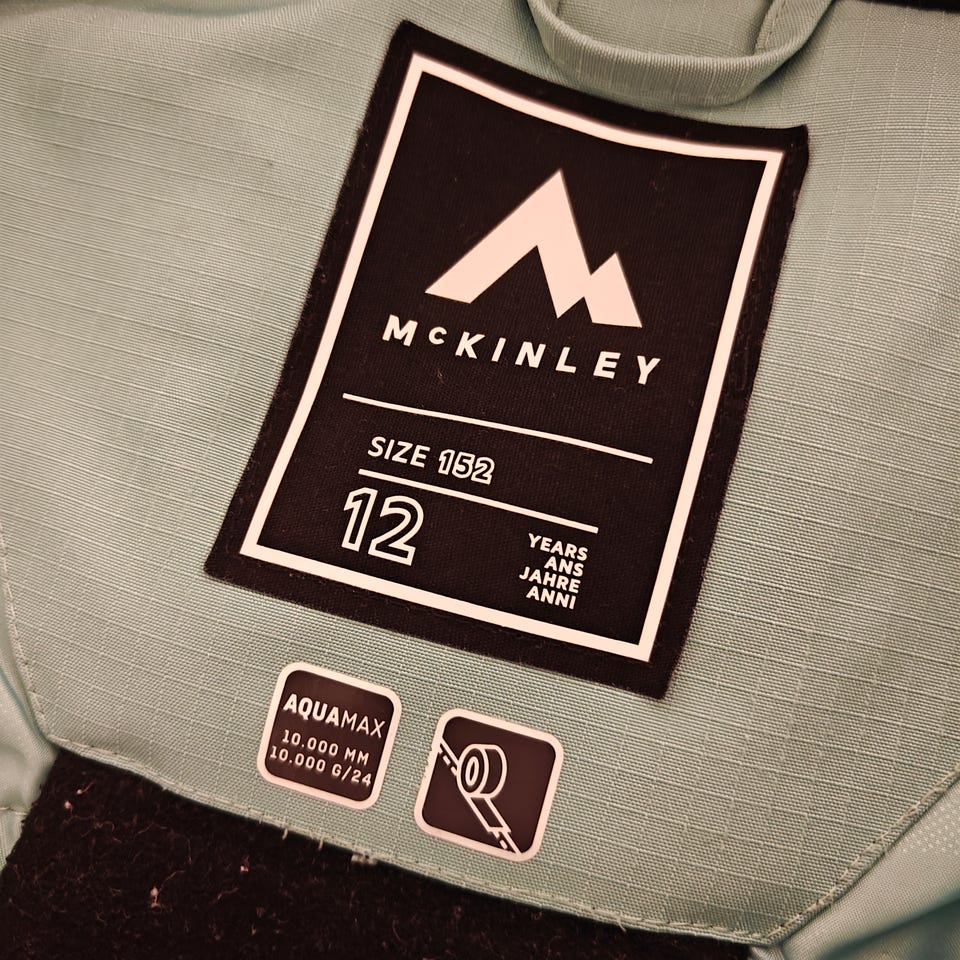 McKINLEY
SIZE 152
12
YEARS
ANS
JAHRE
ANNI
AQUAMAX
10.000 MM
10.000 G/24